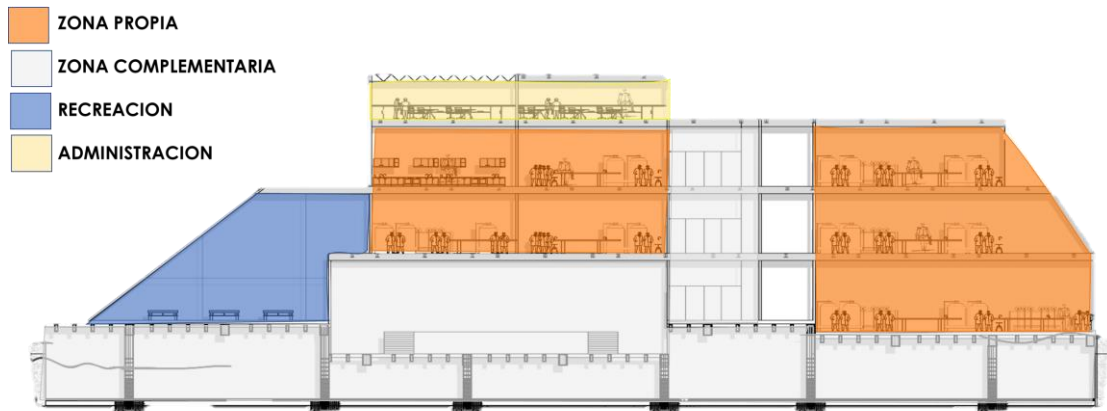 ZONA PROPIA
ZONA COMPLEMENTARIA
RECREACION
ADMINISTRACION